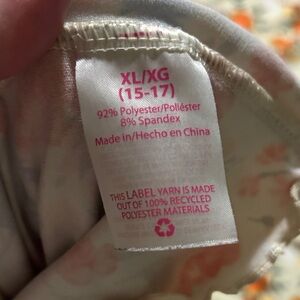 XL/XG
(15-17)
92% Polyester/Poliéster
8% Spandex
Made in/Hecho en China
THIS LABEL YARN IS MADE
OUT OF 100% RECYCLED
POLYESTER MATERIALS